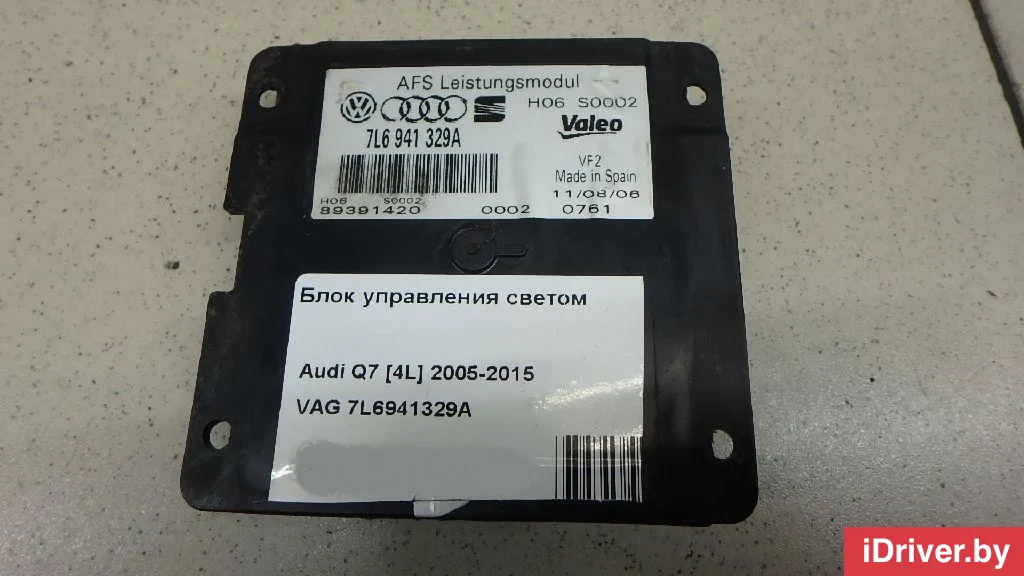 AFS Leistungsmodul
H06 S0002
7L6 941 329A
Valeo
VF2
Made in Spain
11/08/06
H06 S0002
89391420 0002 0761
Блок управления светом
Audi Q7 [4L] 2005-2015
VAG 7L6941329A
iDriver.by